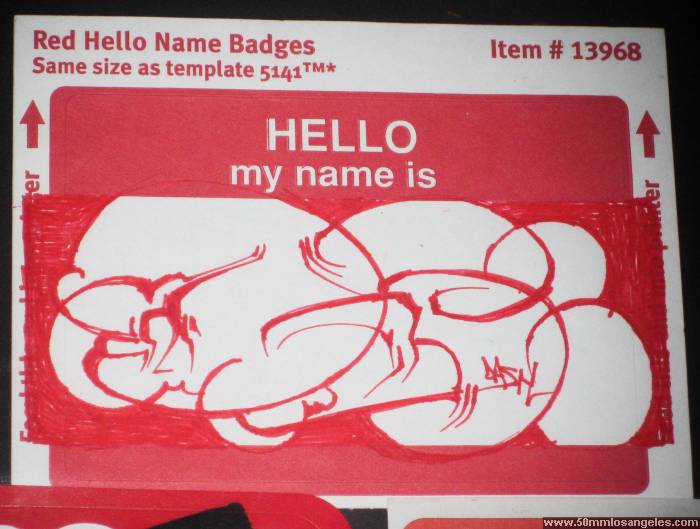 Red Hello Name Badges
Item # 13968
Same size as template 5141™*
HELLO
my name is
www.50mmlosangeles.com